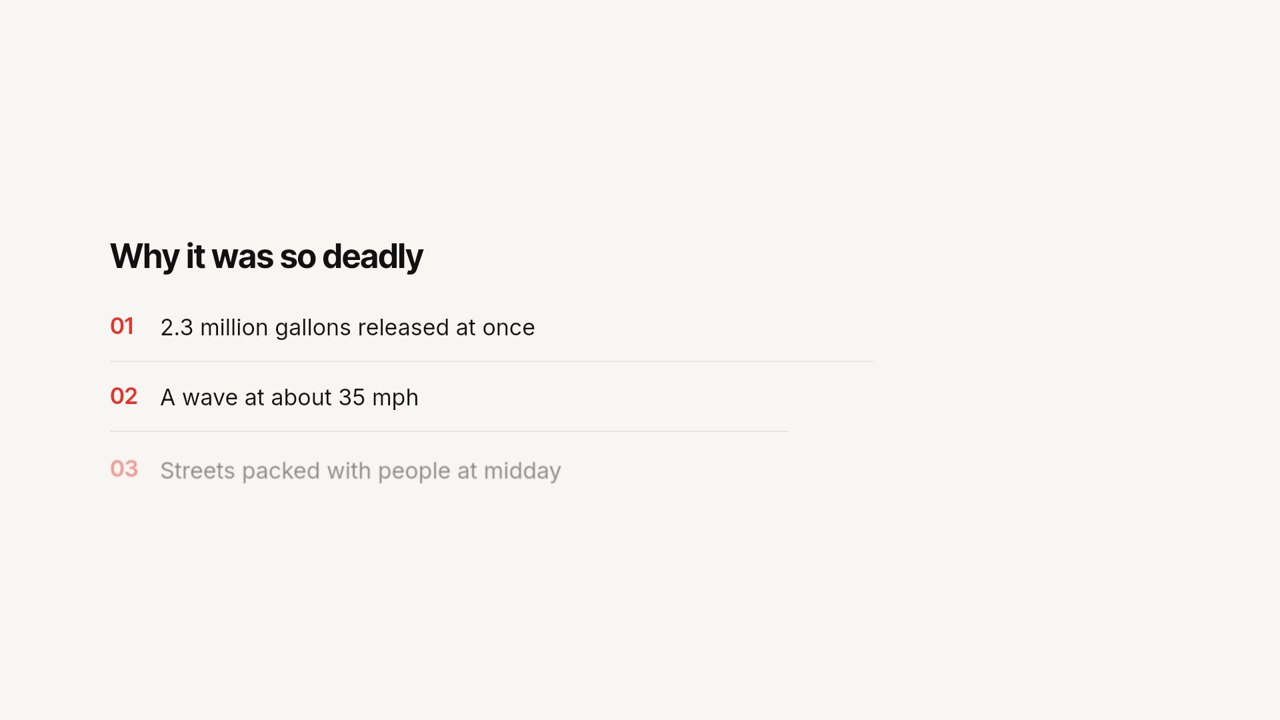 Why it was so deadly
01 2.3 million gallons released at once
02 A wave at about 35 mph
03 Streets packed with people at midday